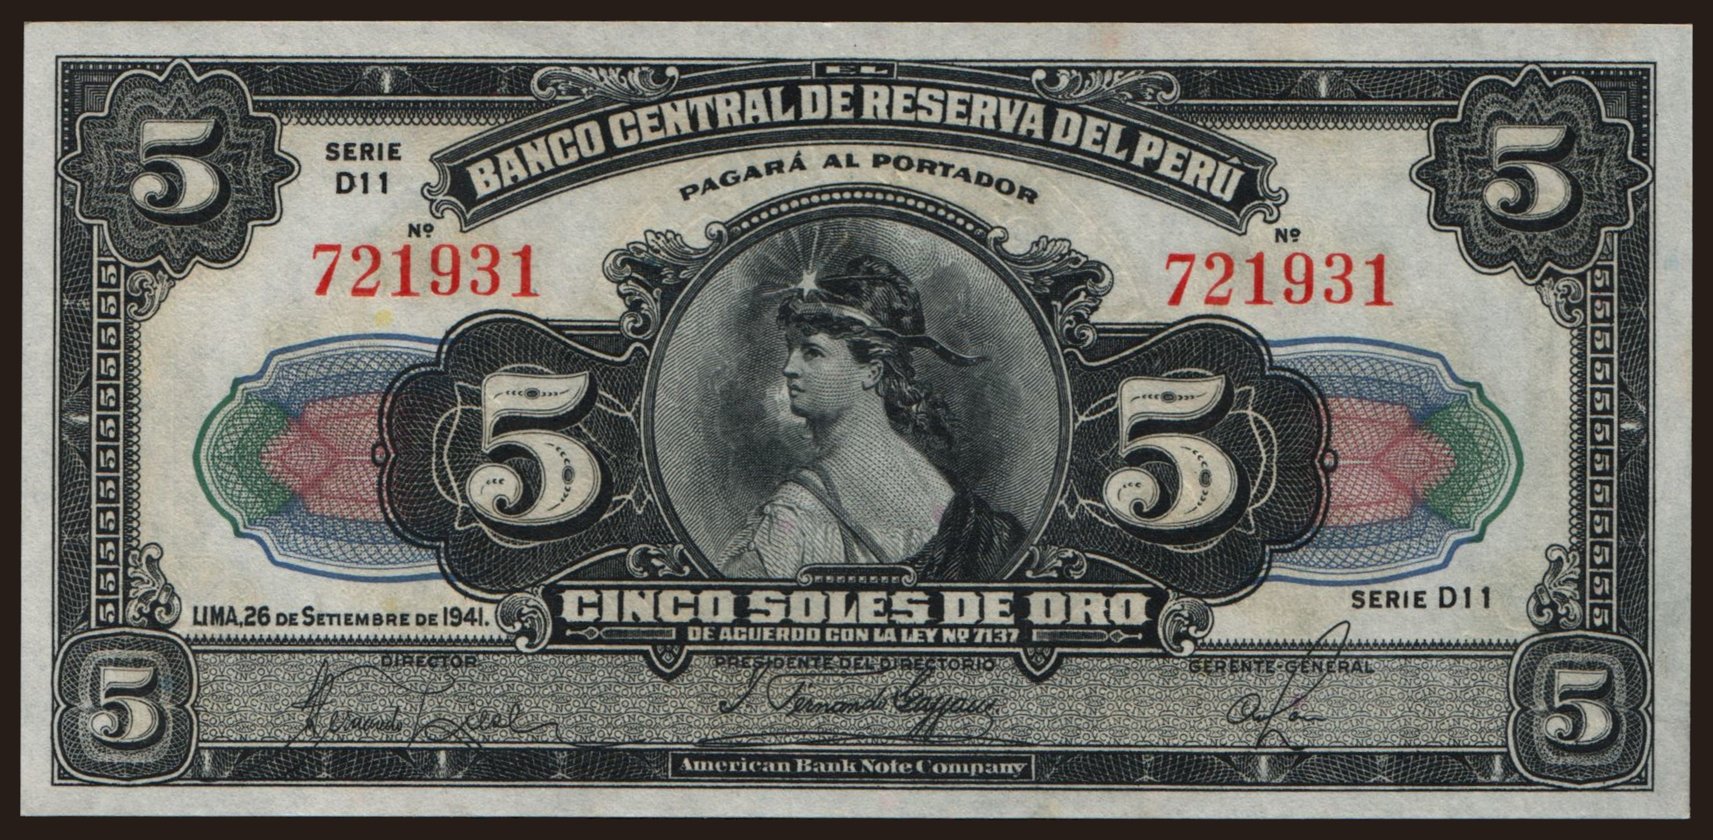 EL
BANCO CENTRAL DE RESERVA DEL PERÚ
PAGARÁ AL PORTADOR
5
5
SERIE
D11
Nº
721931
Nº
721931
5
5
LIMA, 26 DE SETIEMBRE DE 1941.
SERIE D11
CINCO SOLES DE ORO
DE ACUERDO CON LA LEY Nº 7137
DIRECTOR
PRESIDENTE DEL DIRECTORIO
GERENTE-GENERAL
5
5
American Bank Note Company